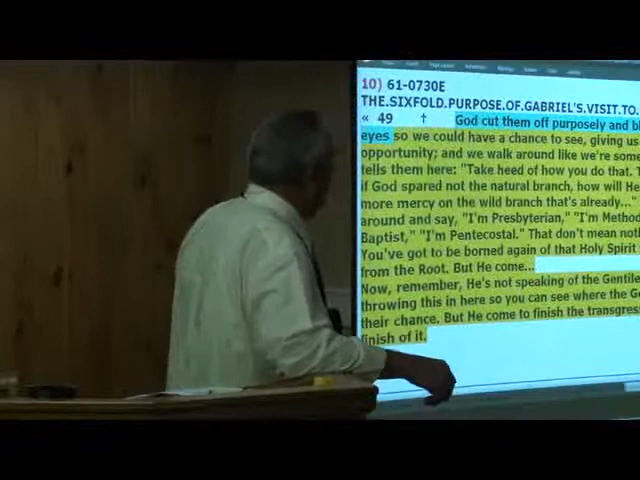 10) 61-0730E
THE.SIXFOLD.PURPOSE.OF.GABRIEL'S.VISIT.TO.
« 49 † God cut them off purposely and bl
eyes so we could have a chance to see, giving us
opportunity; and we walk around like we're some
tells them here: "Take heed of how you do that. T
if God spared not the natural branch, how will He
more mercy on the wild branch that's already..."
around and say, "I'm Presbyterian," "I'm Method
Baptist," "I'm Pentecostal." That don't mean noth
You've got to be borned again of that Holy Spirit
from the Root. But He come...
Now, remember, He's not speaking of the Gentile
throwing this in here so you can see where the Gent
their chance. But He come to finish the transgres
finish of it.